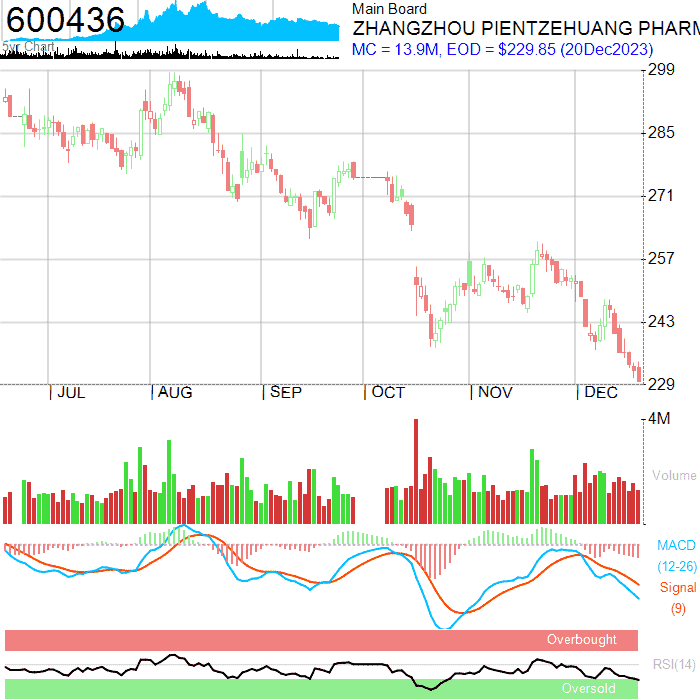 600436
5yr Chart
Main Board
ZHANGZHOU PIENTZEHUANG PHARM
MC = 13.9M, EOD = $229.85 (20Dec2023)
299
285
271
257
243
229
JUL
AUG
SEP
OCT
NOV
DEC
4M
Volume
MACD
(12-26)
Signal
(9)
Overbought
RSI(14)
Oversold